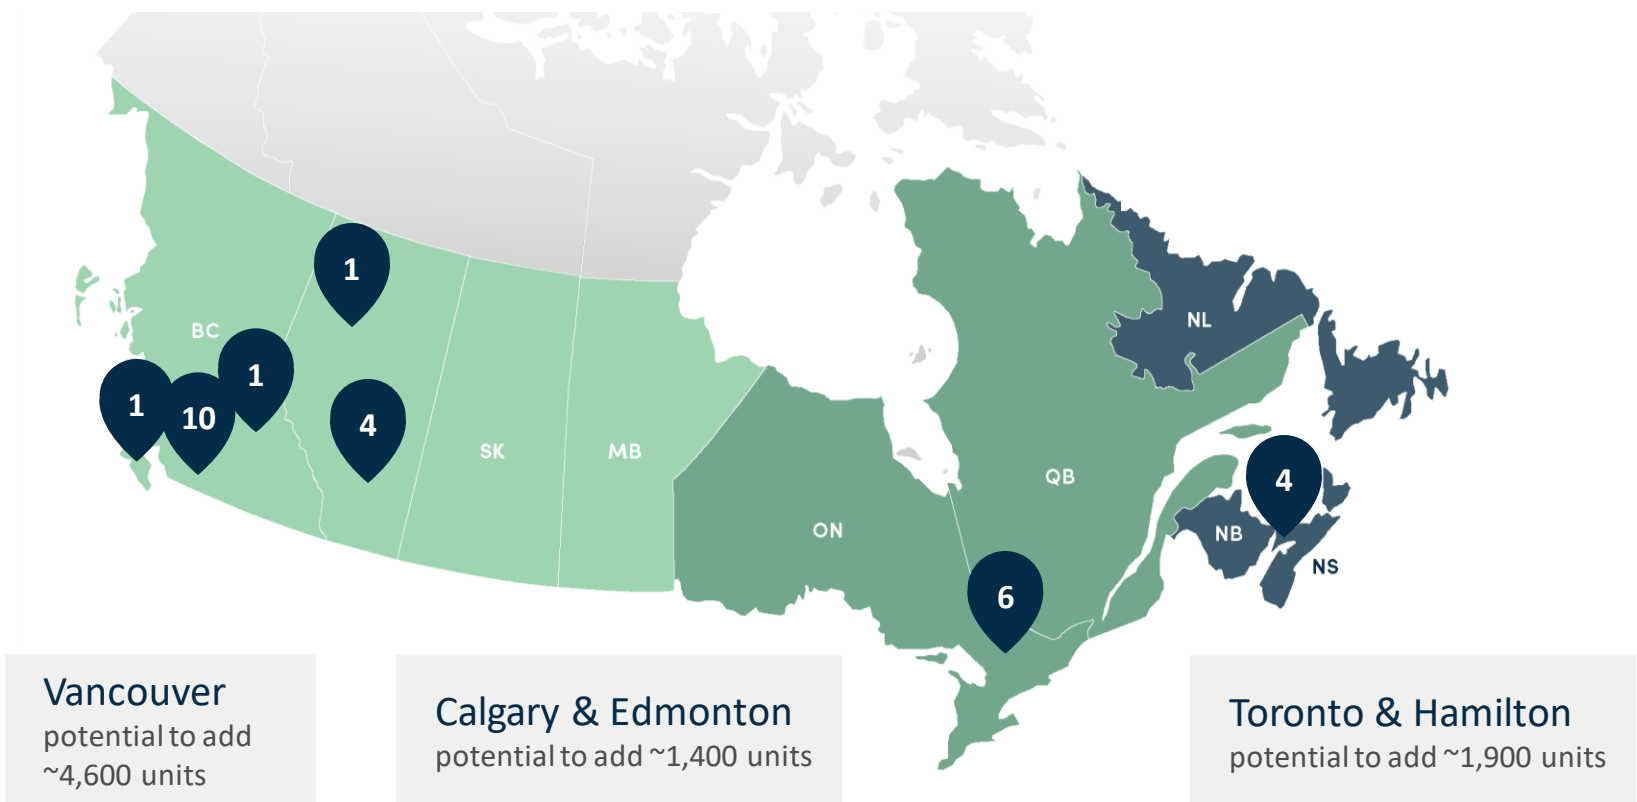 1
BC
NL
1
1
10
4
SK
MB
QB
4
ON
NB
NS
6
Vancouver
potential to add
~4,600 units
Calgary & Edmonton
potential to add ~1,400 units
Toronto & Hamilton
potential to add ~1,900 units